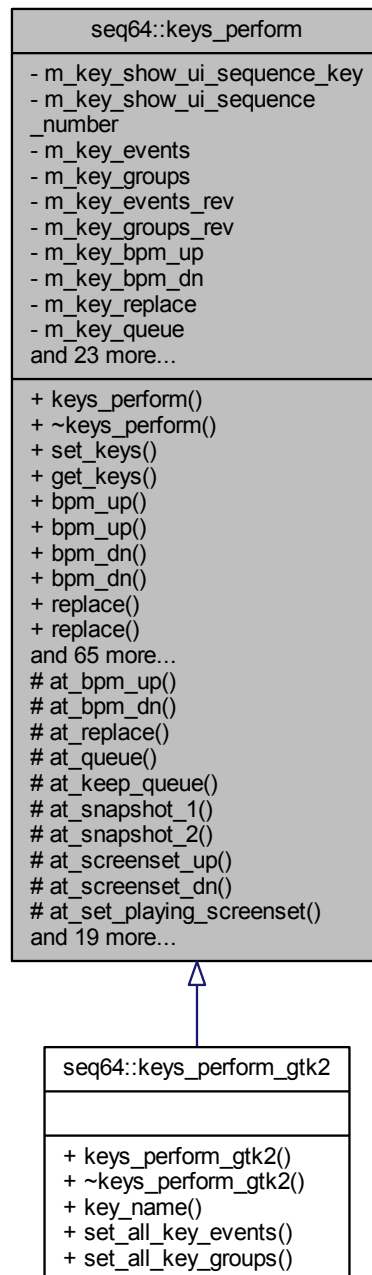 seq64::keys_perform
- m_key_show_ui_sequence_key
- m_key_show_ui_sequence
_number
- m_key_events
- m_key_groups
- m_key_events_rev
- m_key_groups_rev
- m_key_bpm_up
- m_key_bpm_dn
- m_key_replace
- m_key_queue
and 23 more...
+ keys_perform()
+ ~keys_perform()
+ set_keys()
+ get_keys()
+ bpm_up()
+ bpm_up()
+ bpm_dn()
+ bpm_dn()
+ replace()
+ replace()
and 65 more...
# at_bpm_up()
# at_bpm_dn()
# at_replace()
# at_queue()
# at_keep_queue()
# at_snapshot_1()
# at_snapshot_2()
# at_screenset_up()
# at_screenset_dn()
# at_set_playing_screenset()
and 19 more...
seq64::keys_perform_gtk2
+ keys_perform_gtk2()
+ ~keys_perform_gtk2()
+ key_name()
+ set_all_key_events()
+ set_all_key_groups()